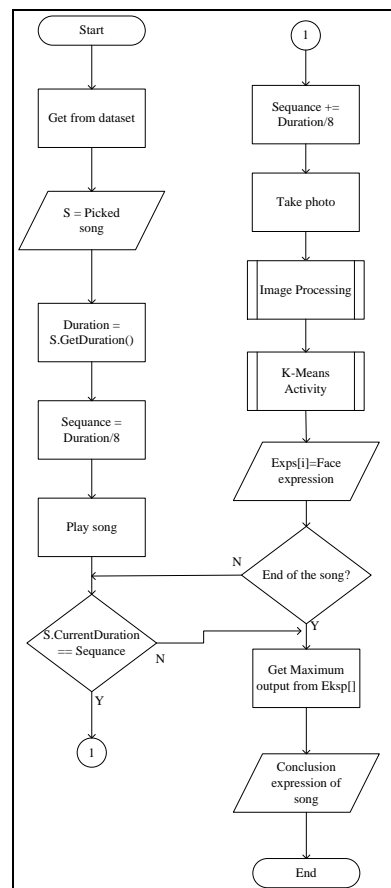 Start
Get from dataset
S = Picked
song
Duration =
S.GetDuration()
Sequence =
Duration/8
Play song
S.CurrentDuration
== Sequance
N
Y
1
1
Sequance +=
Duration/8
Take photo
Image Processing
K-Means
Activity
Exps[i]=Face
expression
N
End of the song?
Y
Get Maximum
output from Eksp[]
Conclusion
expression of
song
End